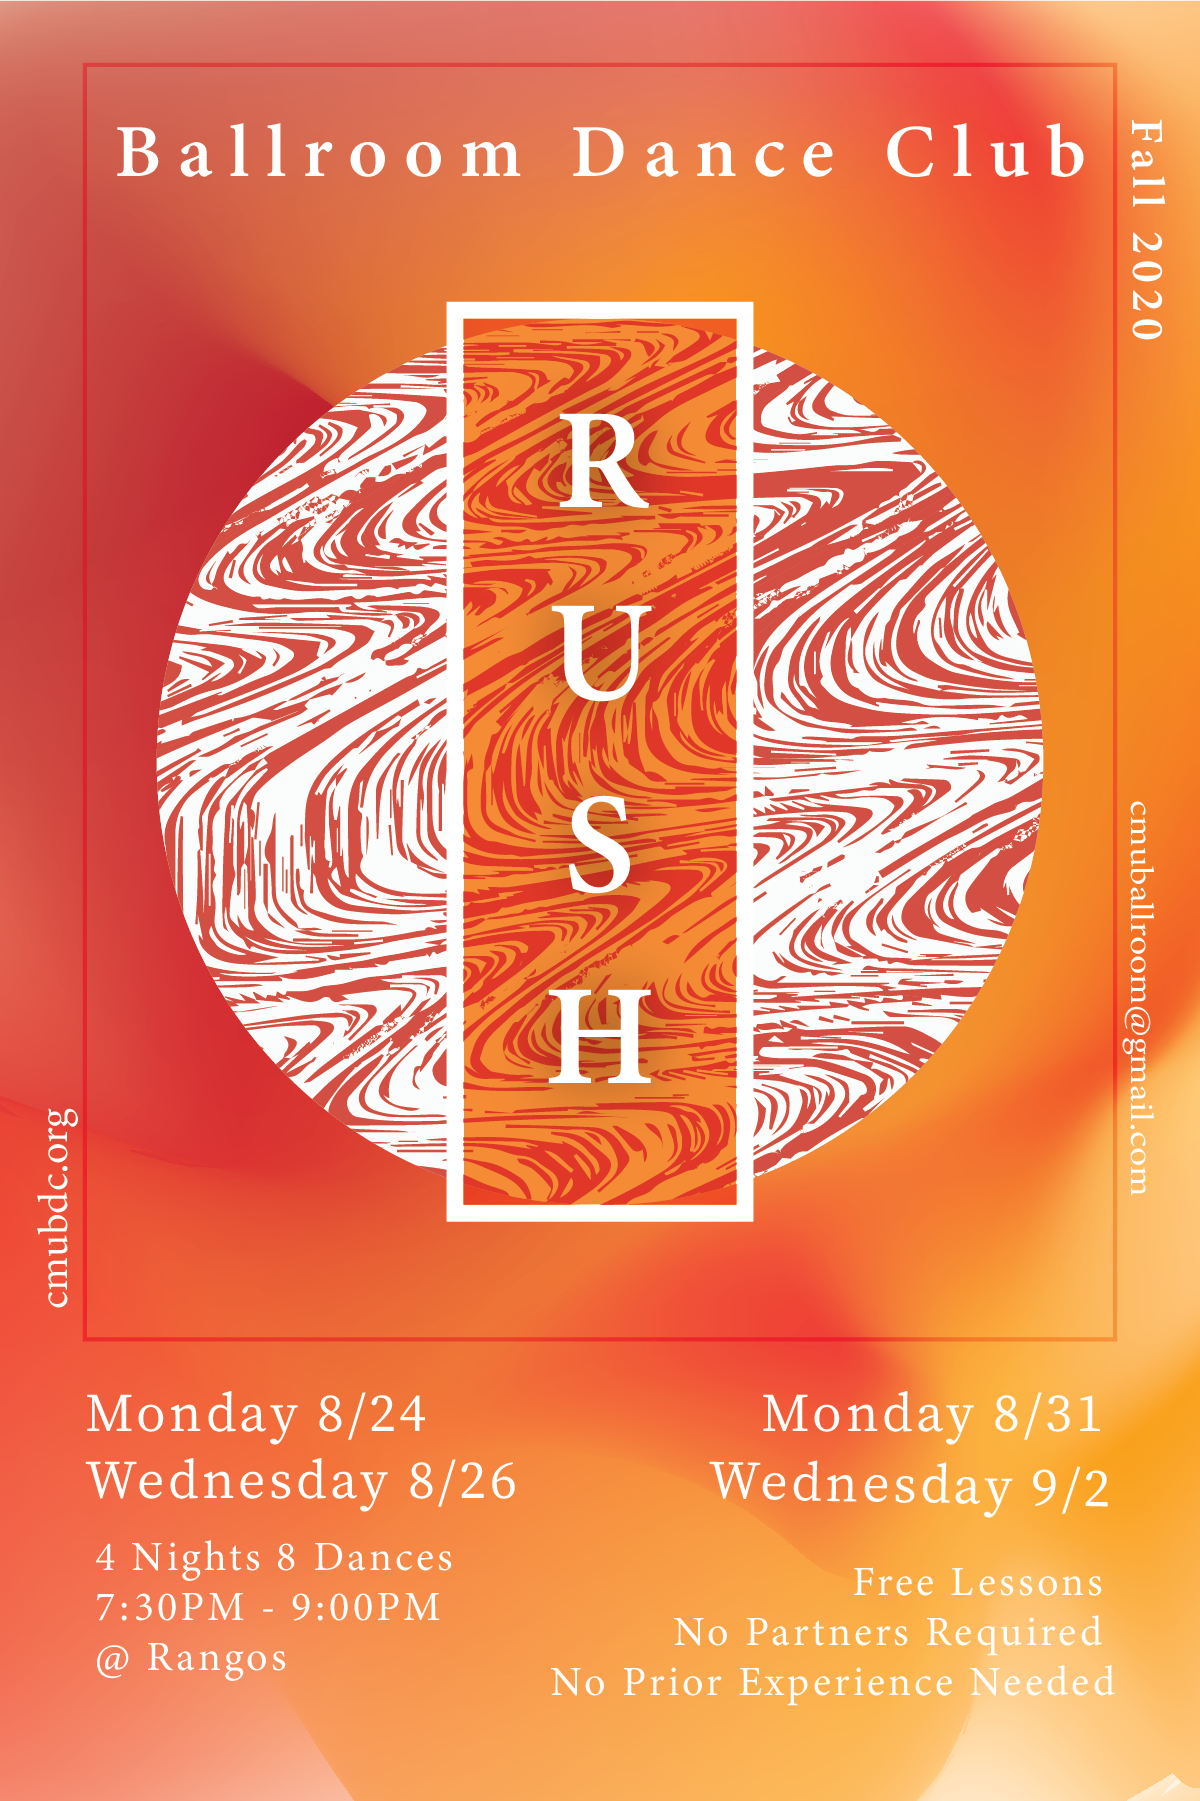 Ballroom Dance Club
Fall 2020
R
U
S
H
cmuballroom@gmail.com
cmubdc.org
Monday 8/24
Wednesday 8/26
4 Nights 8 Dances
7:30PM - 9:00PM
@ Rangos
Monday 8/31
Wednesday 9/2
Free Lessons
No Partners Required
No Prior Experience Needed